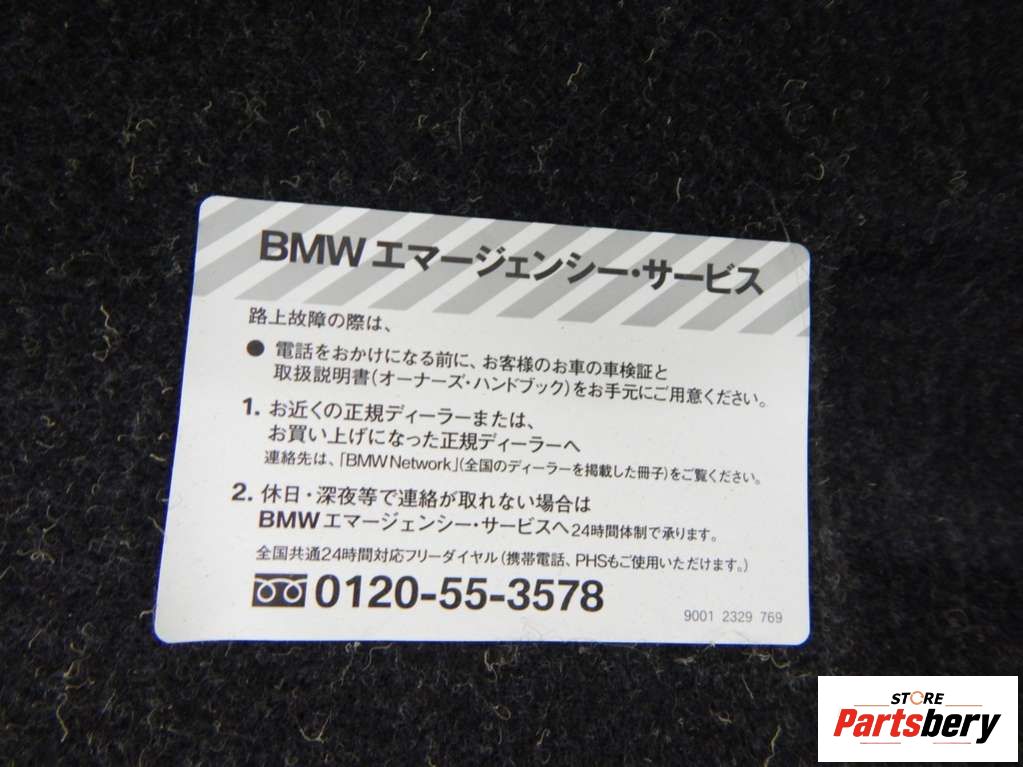 BMWエマージェンシー・サービス
路上故障の際は、
● 電話をおかけになる前に、お客様のお車の車検証と
取扱説明書(オーナーズ・ハンドブック)をお手元にご用意ください。
1. お近くの正規ディーラーまたは、
お買い上げになった正規ディーラーへ
連絡先は、「BMW Network」(全国のディーラーを掲載した冊子)をご覧ください。
2. 休日・深夜等で連絡が取れない場合は
BMWエマージェンシー・サービスへ24時間体制で承ります。
全国共通24時間対応フリーダイヤル(携帯電話、PHSもご使用いただけます。)
0120-55-3578
9001 2329 769
STORE
Partsbery